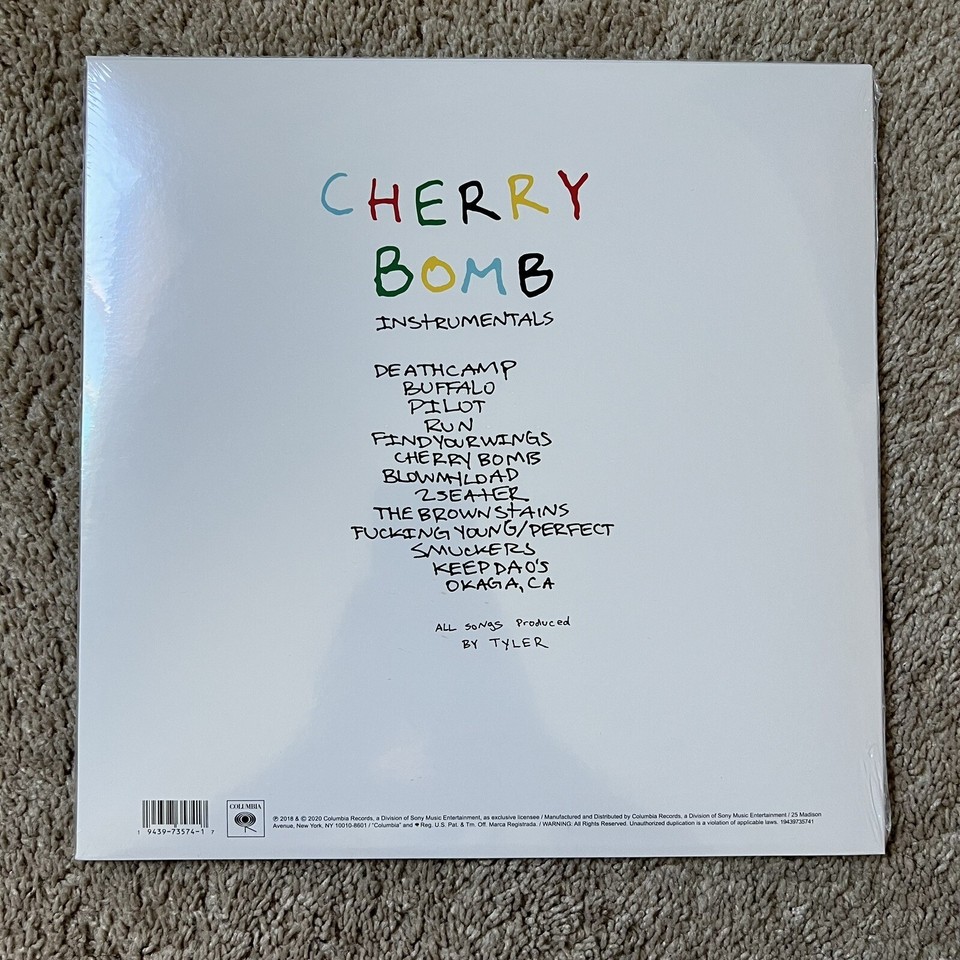 CHERRY
BOMB
INSTRUMENTALS
DEATHCAMP
BUFFALO
PILOT
RUN
FINDYOURWINGS
CHERRY BOMB
BLOWMYLOAD
2SEATER
THE BROWN STAINS
FUCKING YOUNG/PERFECT
SMUCKERS
KEEPDAO'S
OKAGA, CA
ALL SONGS Produced
BY TYLER
1 9439-73574-1 7
COLUMBIA
℗ 2018 & © 2020 Columbia Records, a Division of Sony Music Entertainment, as exclusive licensee / Manufactured and Distributed by Columbia Records, a Division of Sony Music Entertainment / 25 Madison
Avenue, New York, NY 10010-8601 / "Columbia" and Reg. U.S. Pat. & Tm. Off. Marca Registrada. / WARNING: All Rights Reserved. Unauthorized duplication is a violation of applicable laws. 19439735741